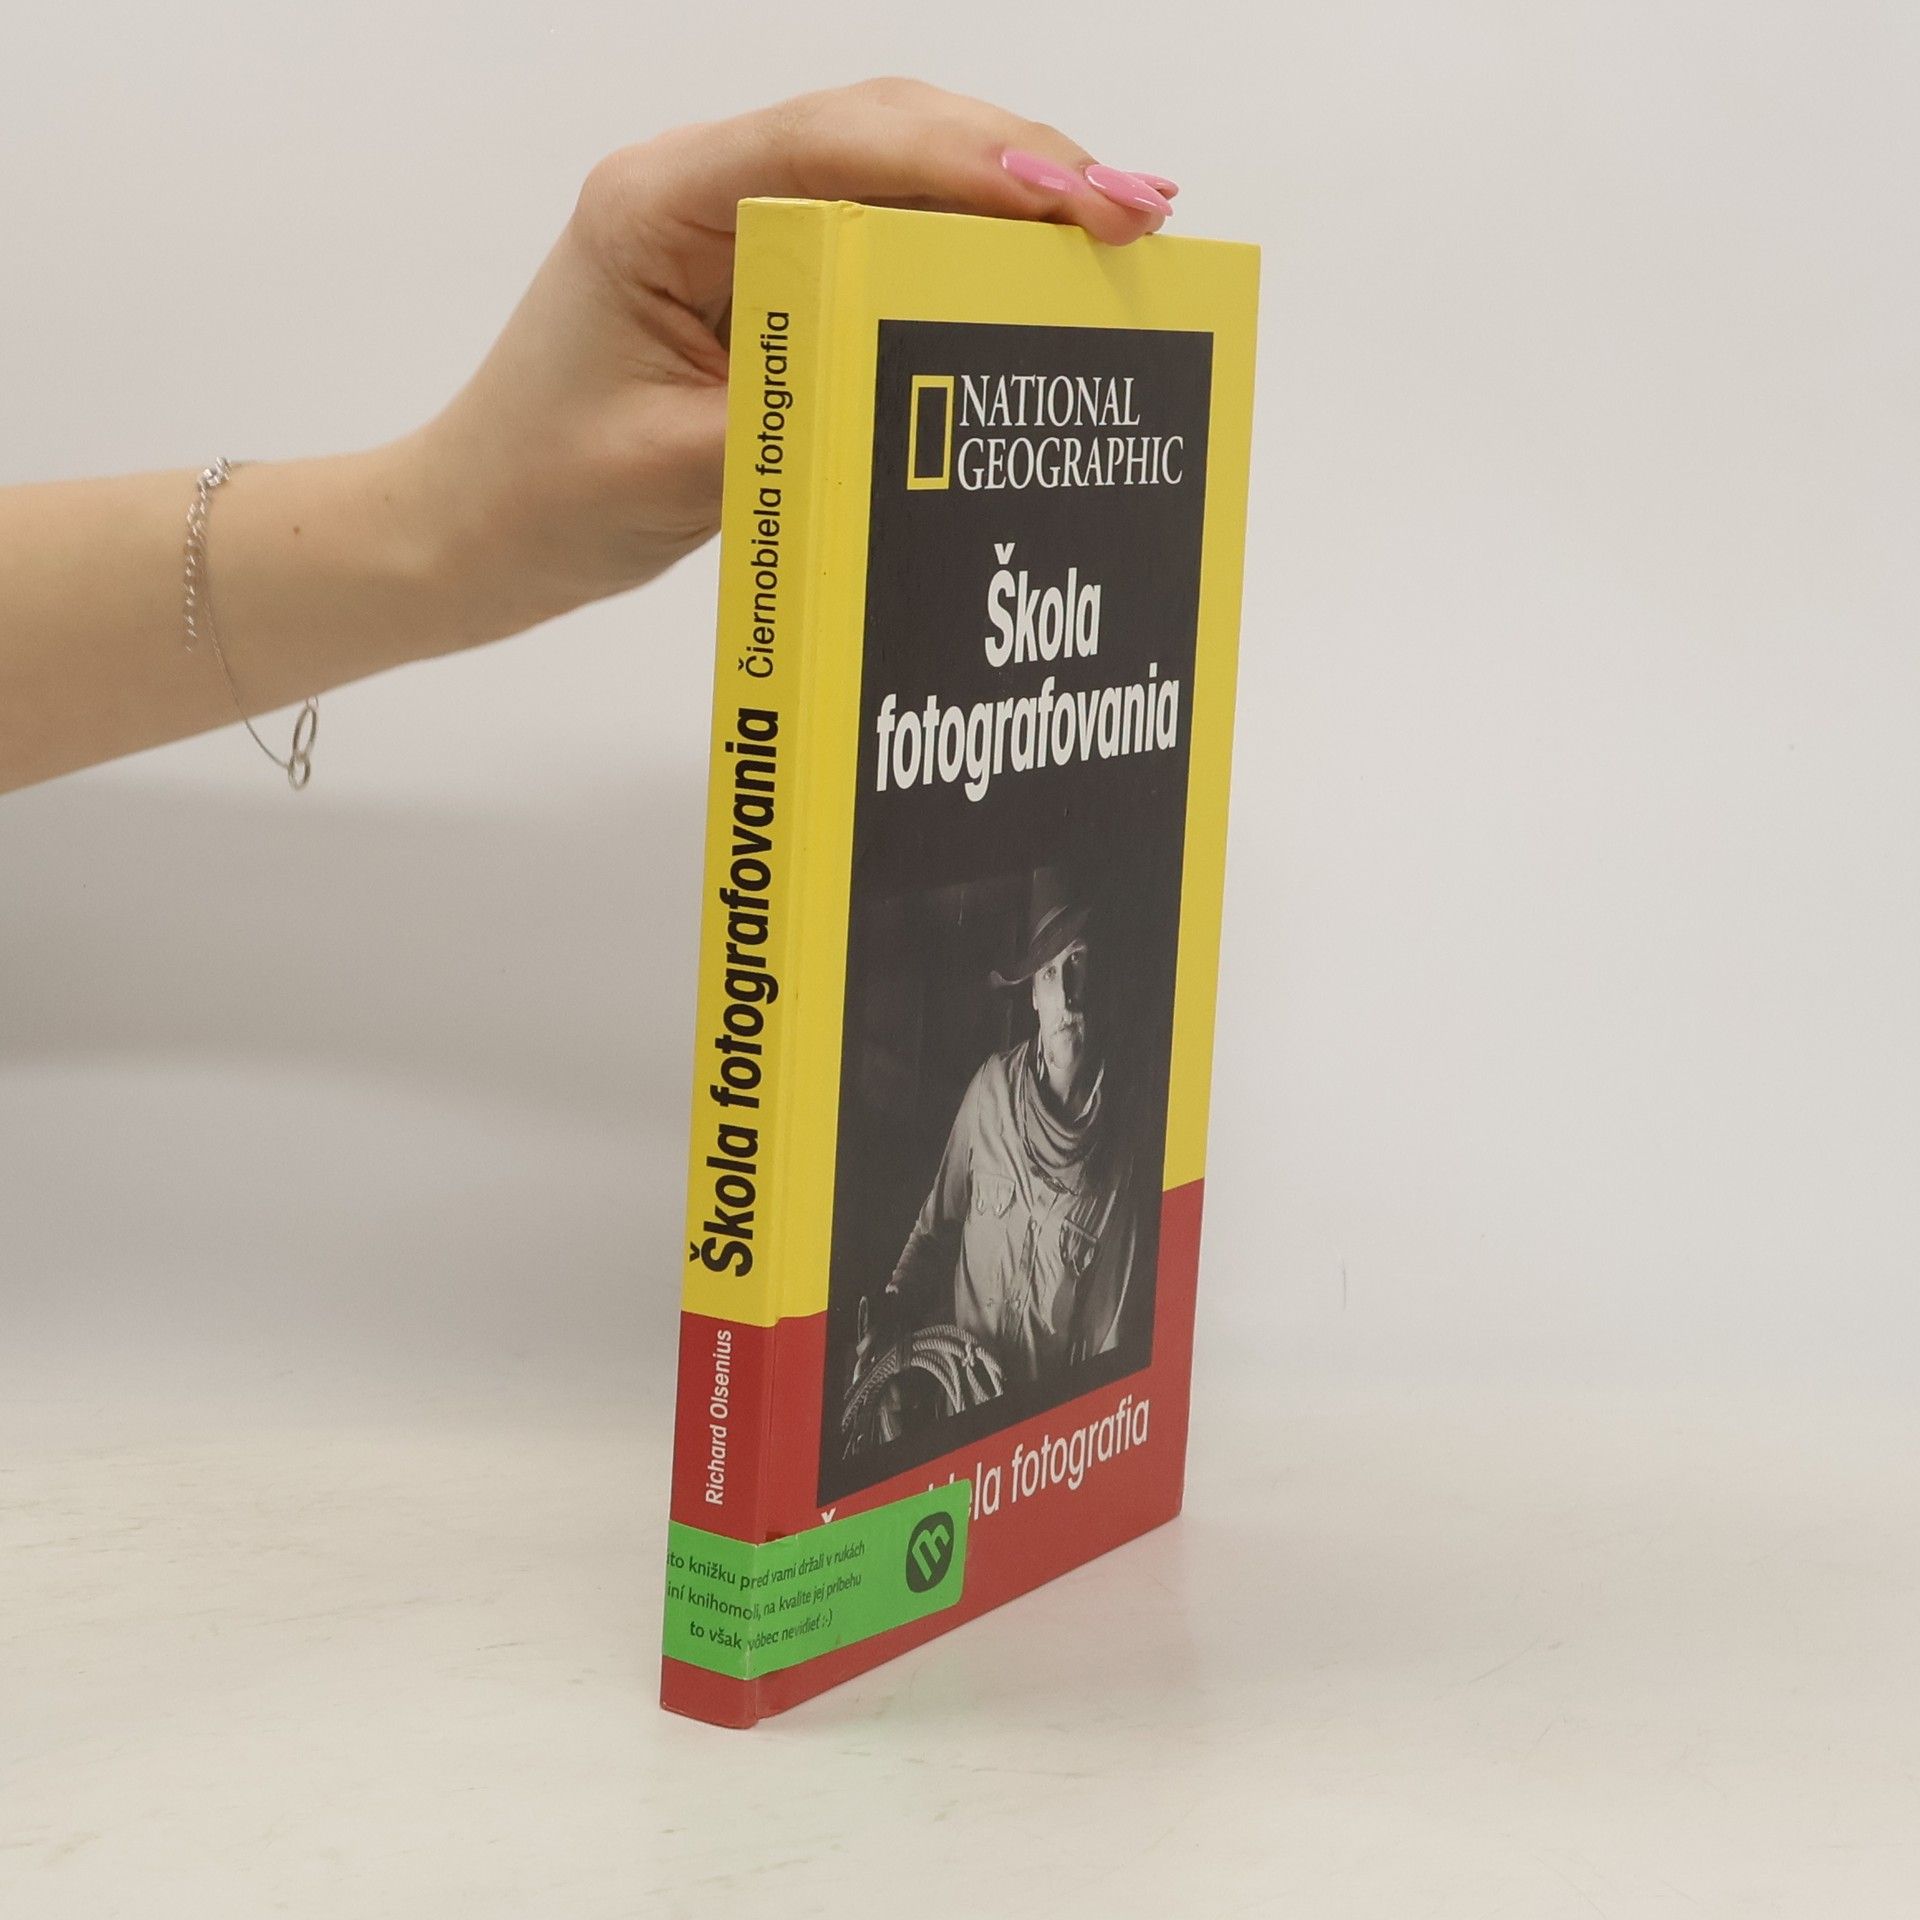 Škola fotografovania Čiernobiela fotografia
Richard Olsenius
NATIONAL
GEOGRAPHIC
Škola
fotografovania
fotografia
knižku pred vami držali v rukách
knihomoli, na kvalite jej príbehu
to však vôbec nevidieť :-)